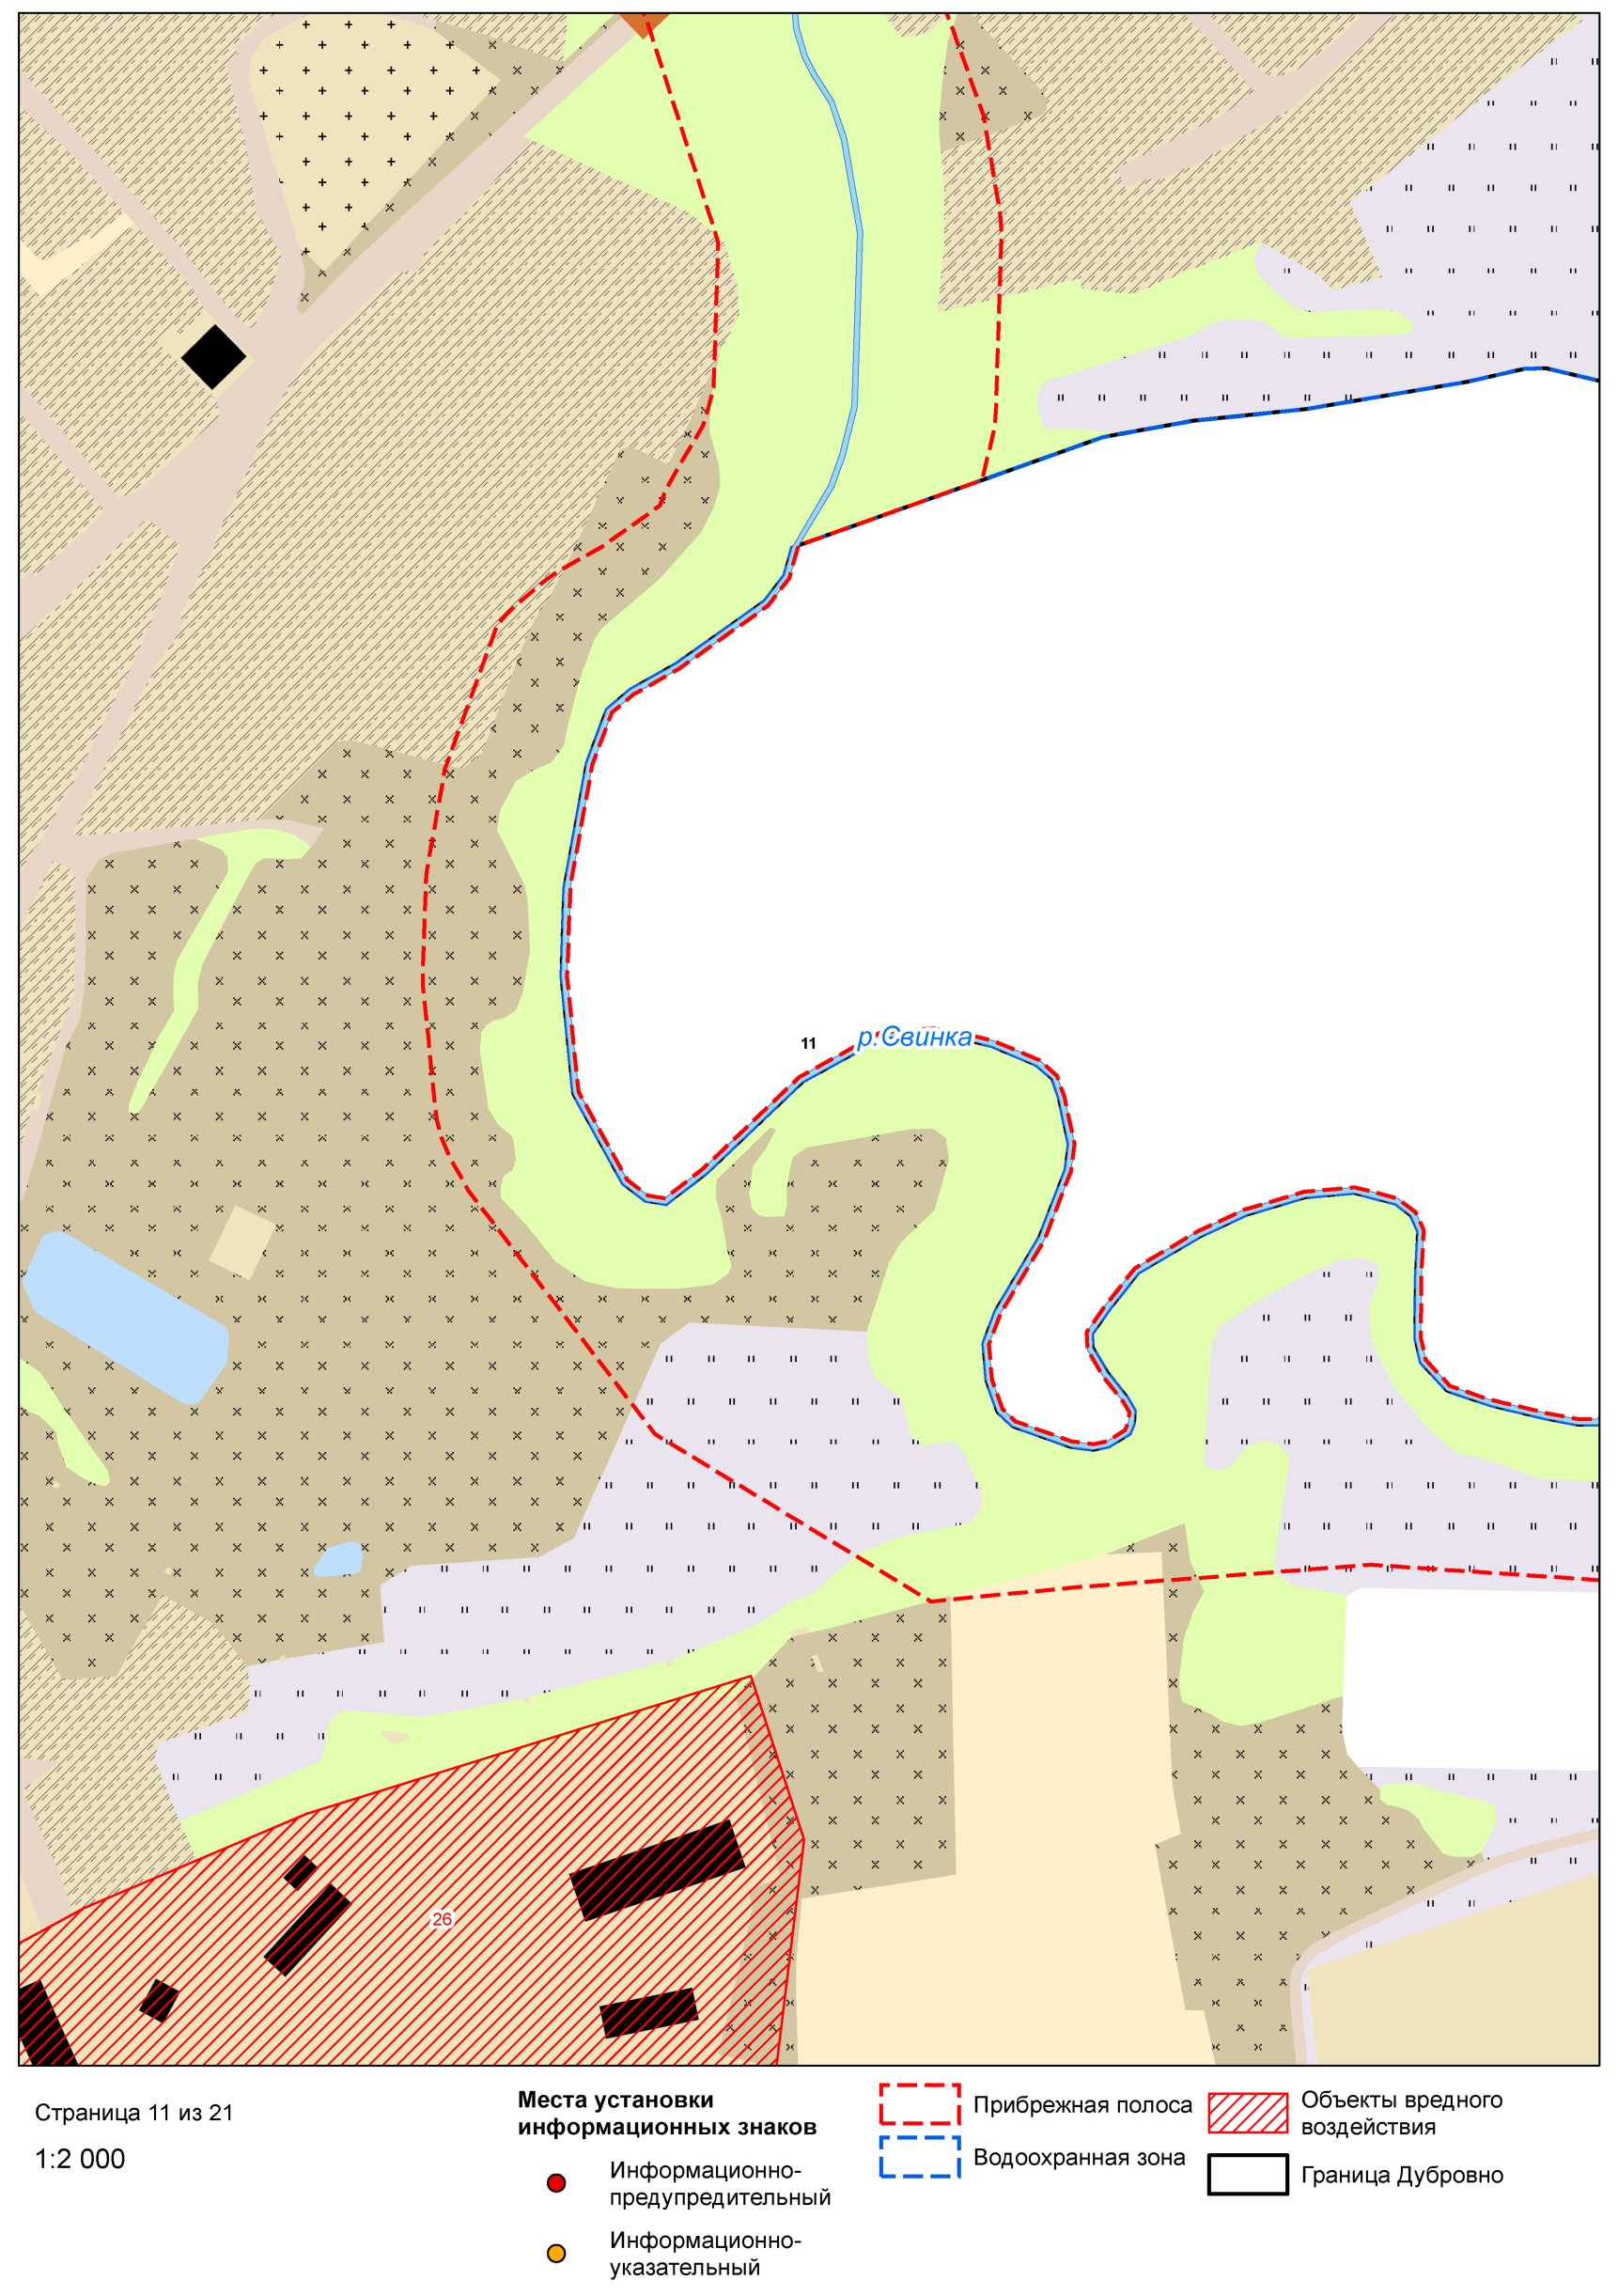 11
р.Свинка
26
Страница 11 из 21
1:2 000
Места установки
информационных знаков
Информационно-
предупредительный
Информационно-
указательный
Прибрежная полоса
Водоохранная зона
Объекты вредного
воздействия
Граница Дубровно